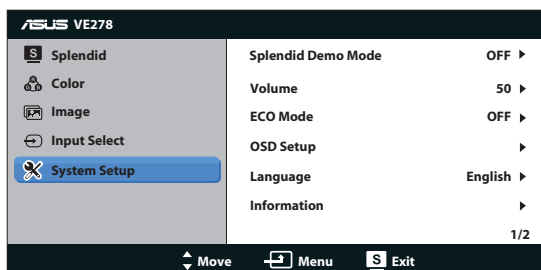 ASUS VE278
S Splendid
Color
Image
Input Select
System Setup
Splendid Demo Mode OFF
Volume 50
ECO Mode OFF
OSD Setup
Language English
Information
1/2
Move Menu S Exit